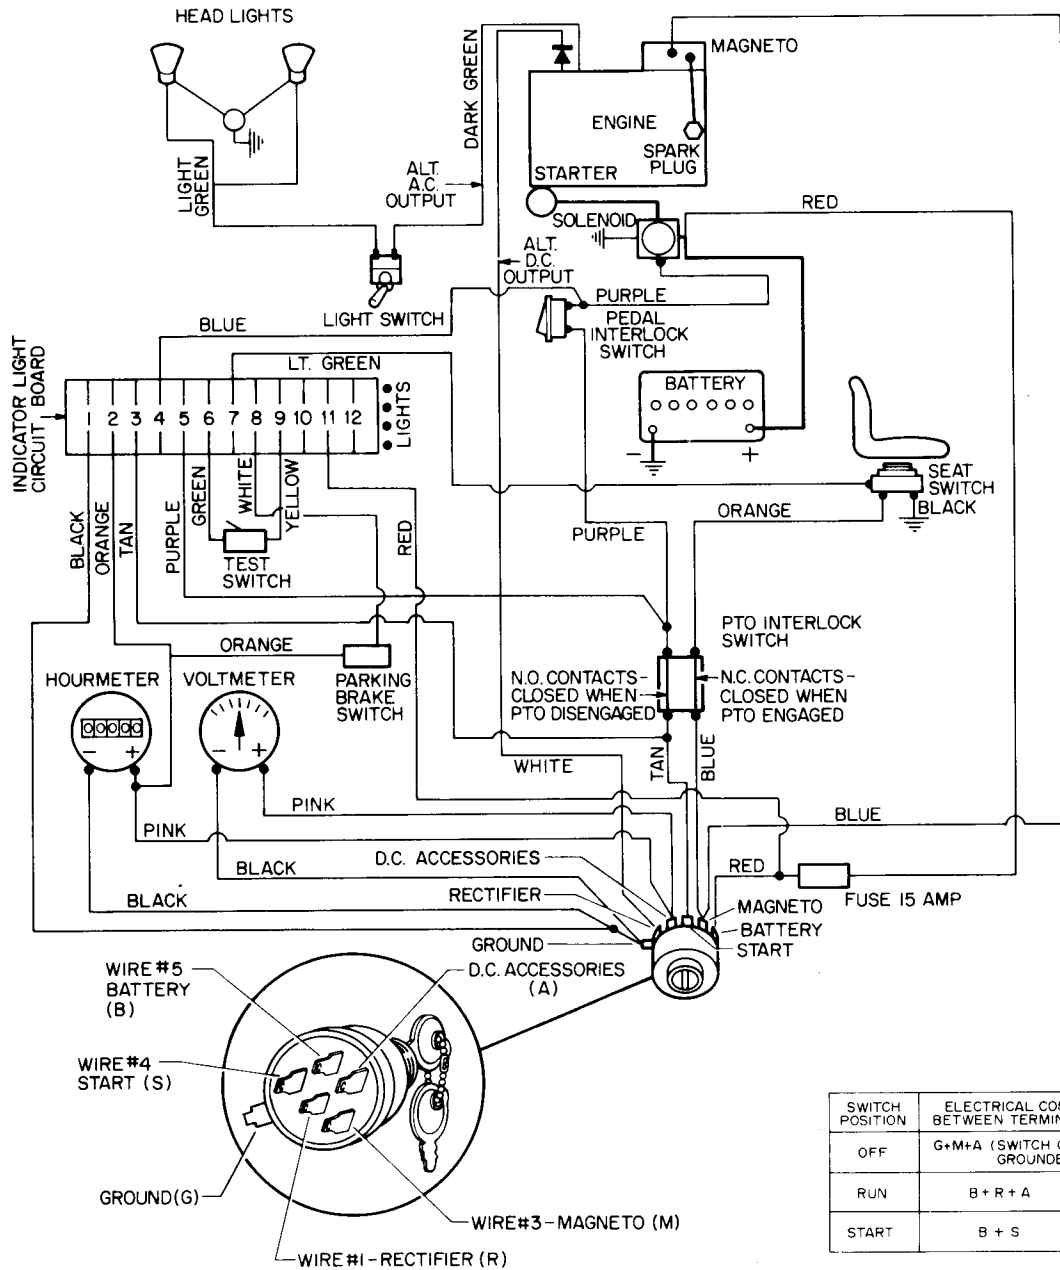 HEAD LIGHTS
MAGNETO
DARK GREEN
ENGINE
SPARK
PLUG
STARTER
LIGHT
GREEN
ALT.
A.C.
OUTPUT
RED
SOLENOID
ALT.
D.C.
OUTPUT
PURPLE
LIGHT SWITCH
BLUE
PEDAL
INTERLOCK
SWITCH
LT. GREEN
INDICATOR LIGHT
CIRCUIT BOARD
1 2 3 4 5 6 7 8 9 10 11 12
LIGHTS
BATTERY
- +
SEAT
SWITCH
BLACK
ORANGE
BLACK
ORANGE
TAN
PURPLE
GREEN
WHITE
YELLOW
RED
TEST
SWITCH
PURPLE
PTO INTERLOCK
SWITCH
ORANGE
PARKING
BRAKE
SWITCH
N.O. CONTACTS-
CLOSED WHEN
PTO DISENGAGED
N.C. CONTACTS-
CLOSED WHEN
PTO ENGAGED
HOURMETER
00000
- +
VOLTMETER
- +
WHITE
TAN
BLUE
PINK
PINK
BLUE
D.C. ACCESSORIES
BLACK
RED
RECTIFIER
FUSE 15 AMP
BLACK
MAGNETO
BATTERY
GROUND
START
WIRE #5
BATTERY
(B)
D.C. ACCESSORIES
(A)
WIRE #4
START (S)
GROUND(G)
WIRE#3-MAGNETO (M)
WIRE#1-RECTIFIER (R)
SWITCH
POSITION
ELECTRICAL
BETWEEN
OFF
G+M+A (SWITCH
RUN
B + R + A
START
B + S